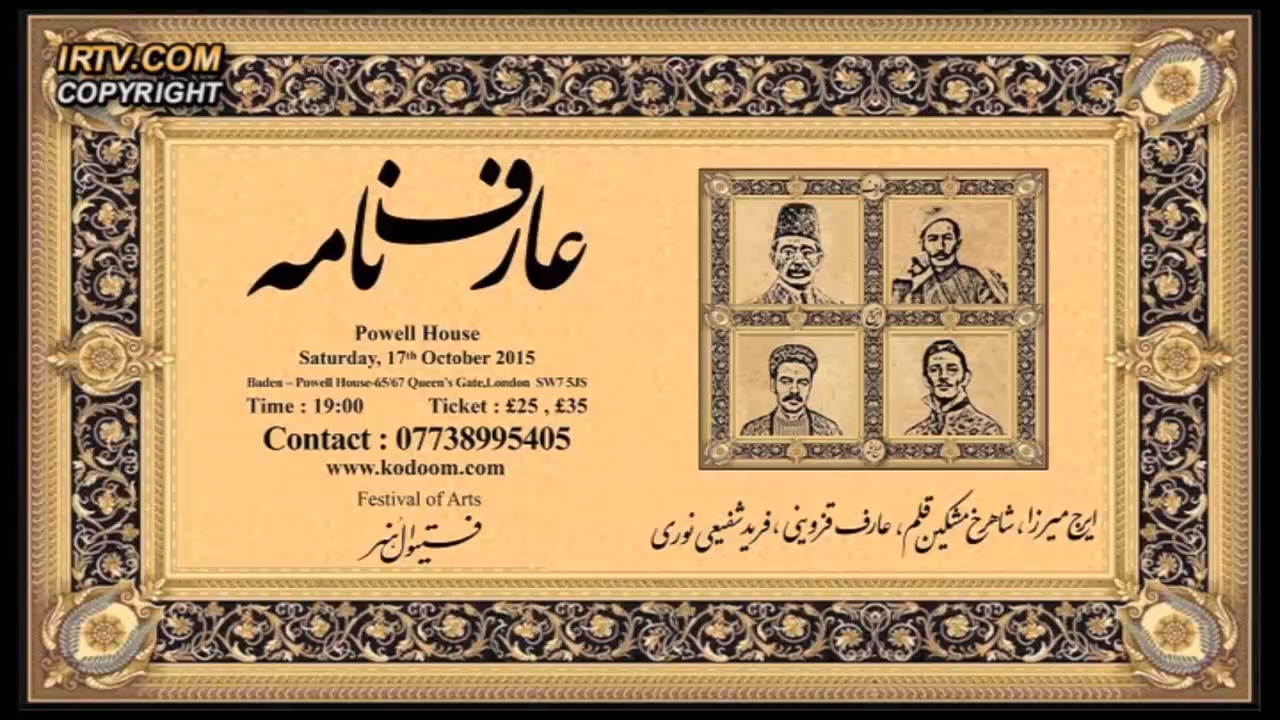 IRTV.COM
COPYRIGHT
عارفنامه
Powell House
Saturday, 17th October 2015
Baden – Powell House-65/67 Queen's Gate,London SW7 5JS
Time : 19:00 Ticket : £25 , £35
Contact : 07738995405
www.kodoom.com
Festival of Arts
فستیوال هنر
عارف
ایرج
ایرج میرزا، شاهرخ مشکین قلم، عارف قزوینی، فرید شفیعی نوری